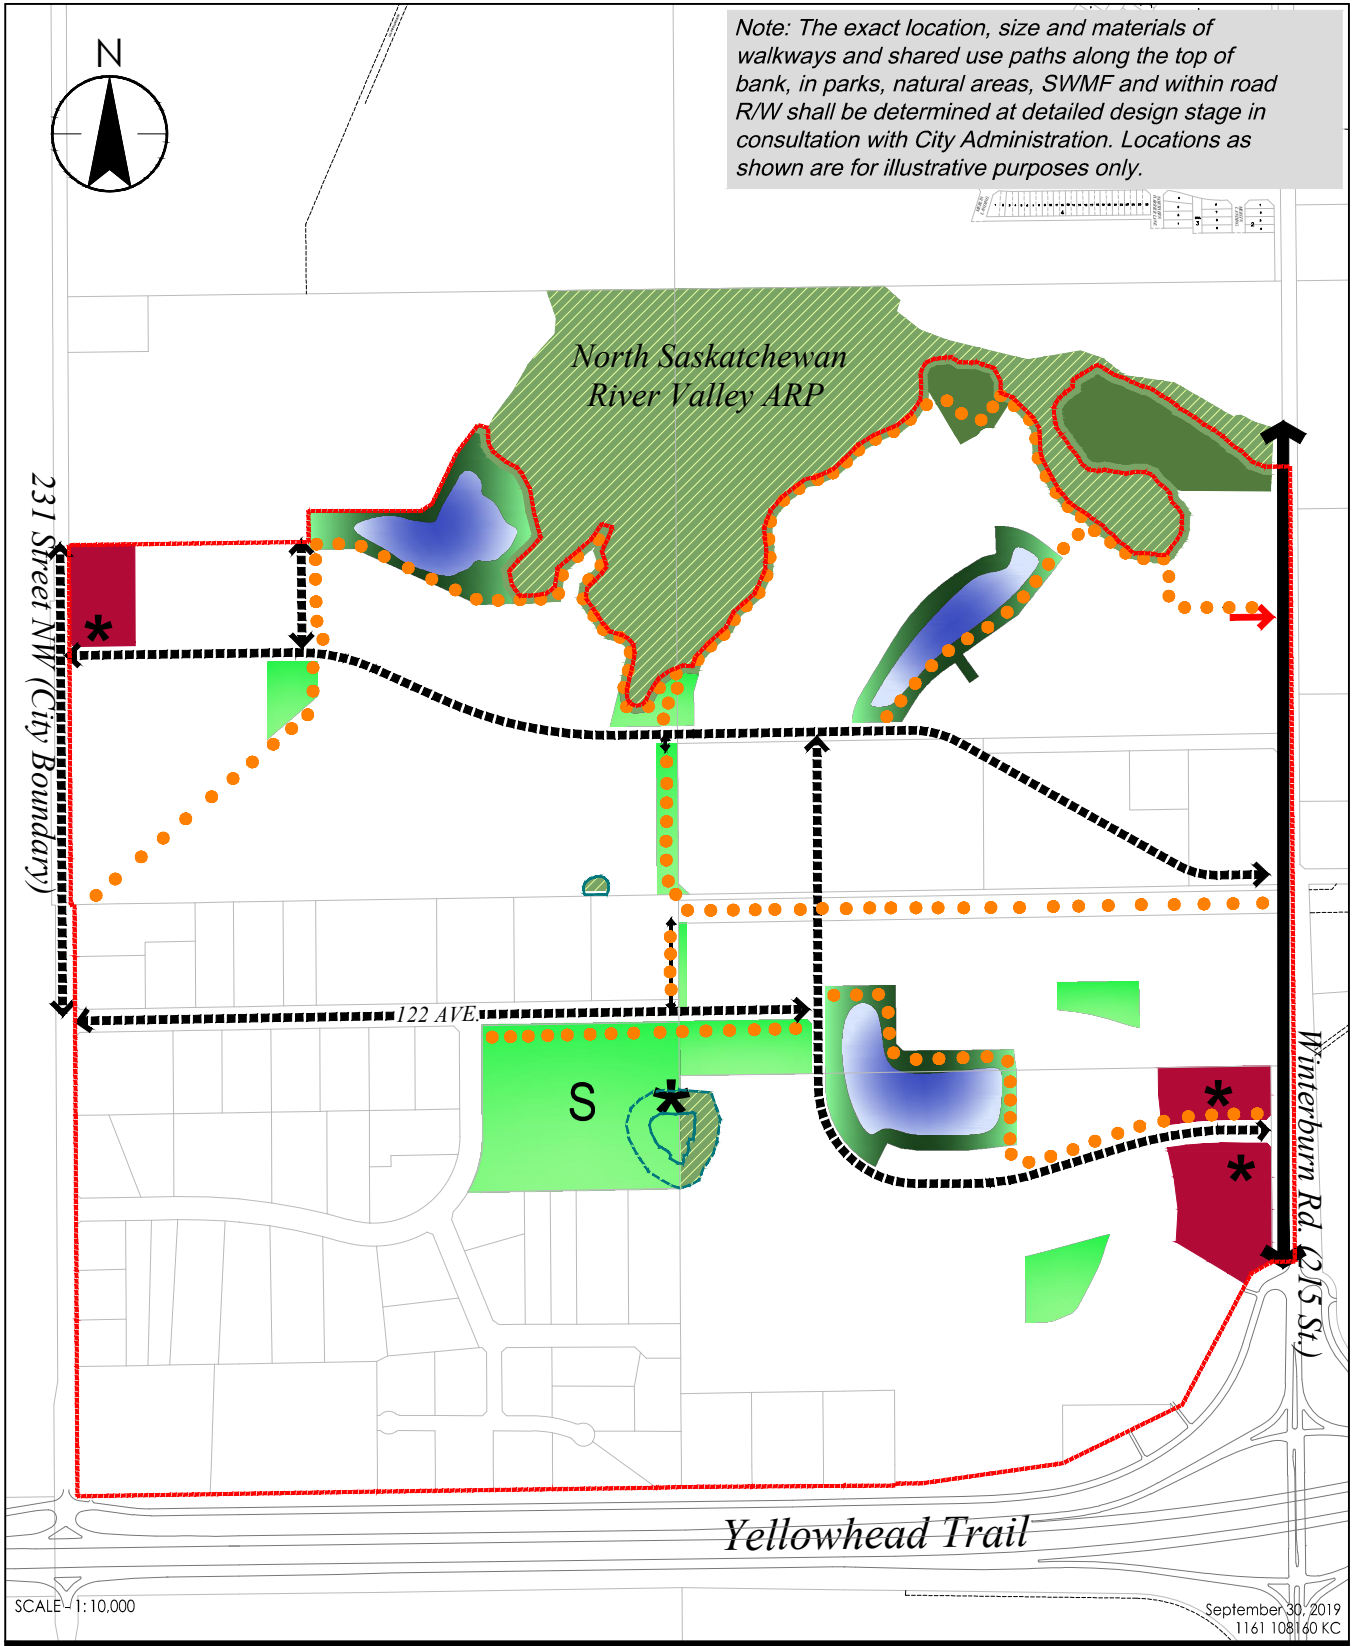 N
Note: The exact location, size and materials of
walkways and shared use paths along the top of
bank, in parks, natural areas, SWMF and within road
R/W shall be determined at detailed design stage in
consultation with City Administration. Locations as
shown are for illustrative purposes only.
4
3
2
North Saskatchewan
River Valley ARP
231 Street NW (City Boundary)
*
122 AVE.
S
*
*
*
Winterburn Rd. (215 St.)
Yellowhead Trail
SCALE - 1:10,000
September 30, 2019
1161 108160 KC